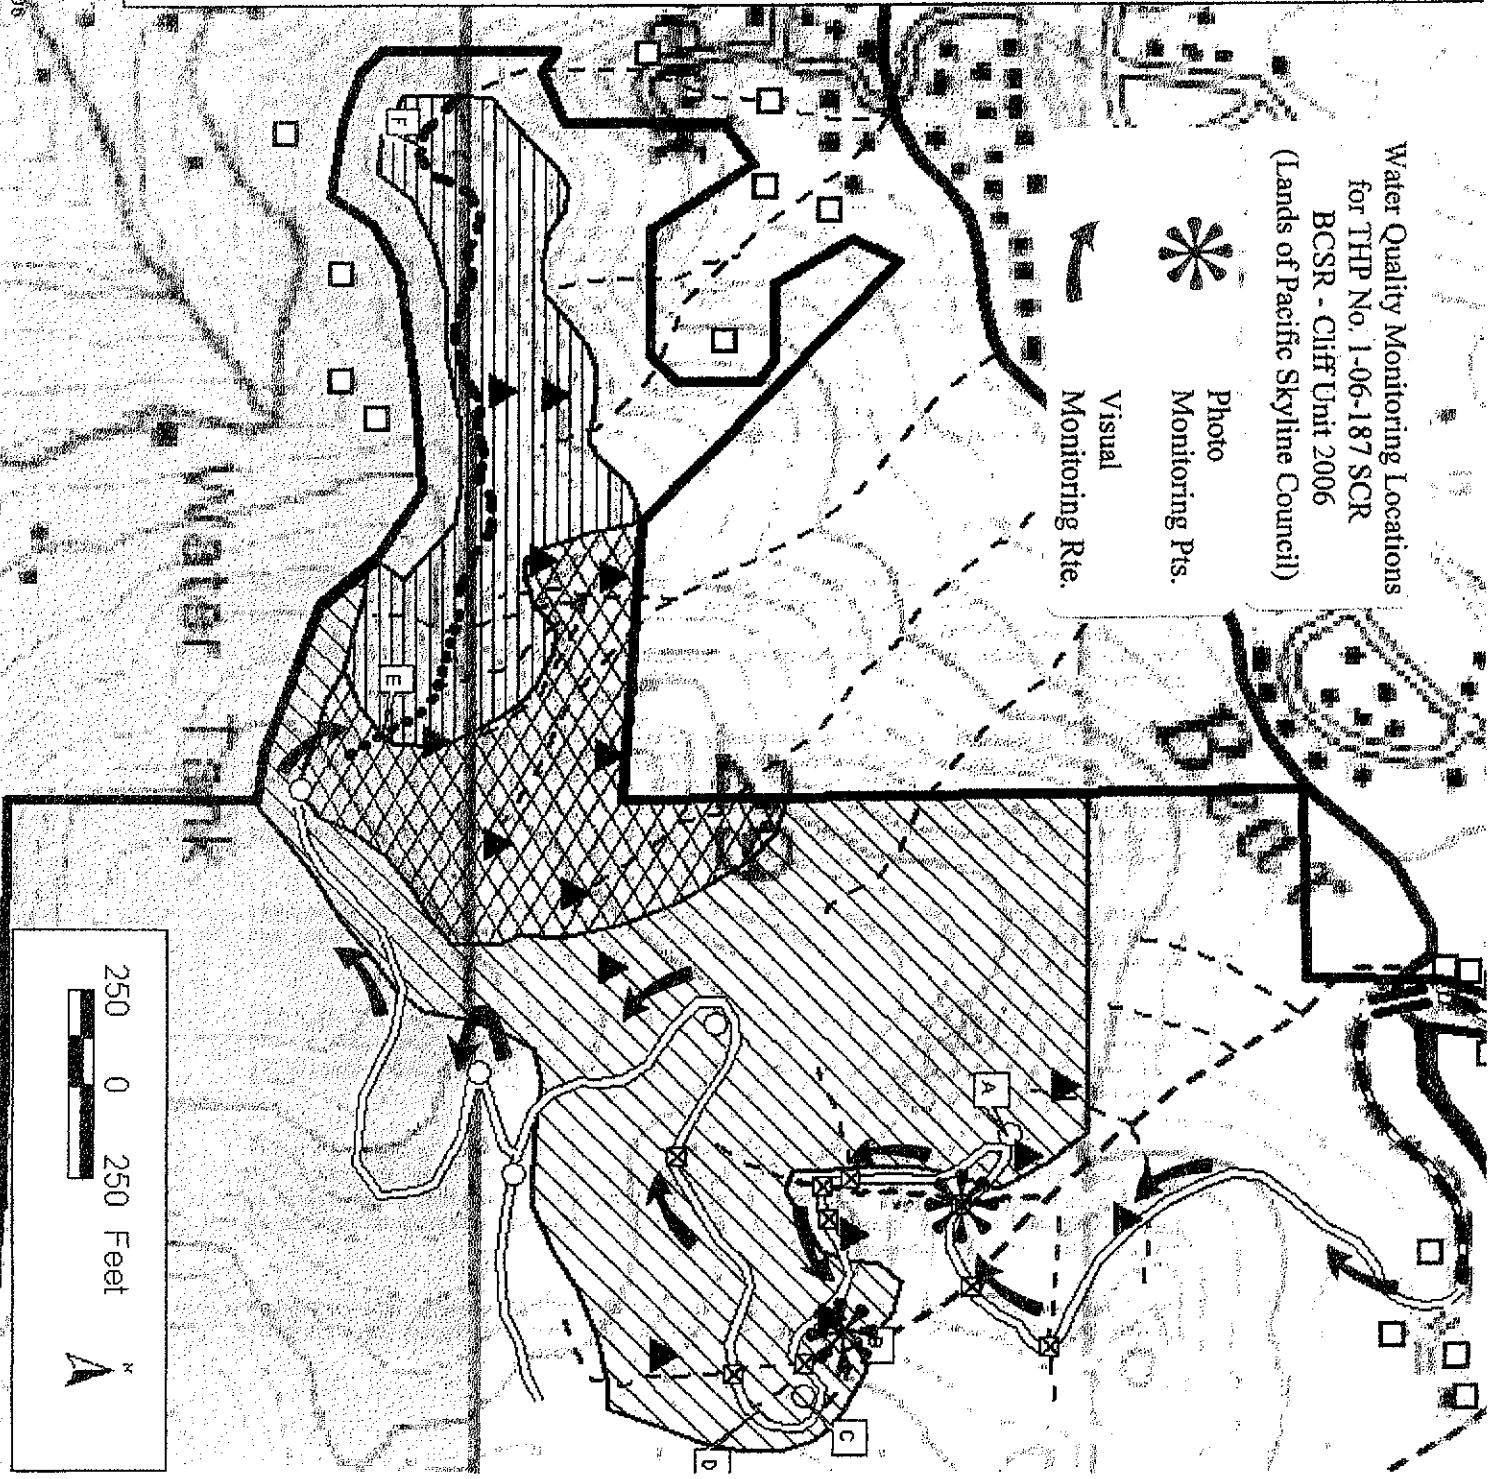 Water Quality Monitoring Locations
for THP No. 1-06-187 SCR
BCSR - Cliff Unit 2006
(Lands of Pacific Skyline Council)
Photo
Monitoring Pts.
Visual
Monitoring Rte.
Water Tank
A
B
C
D
E
F
250 0 250 Feet
N